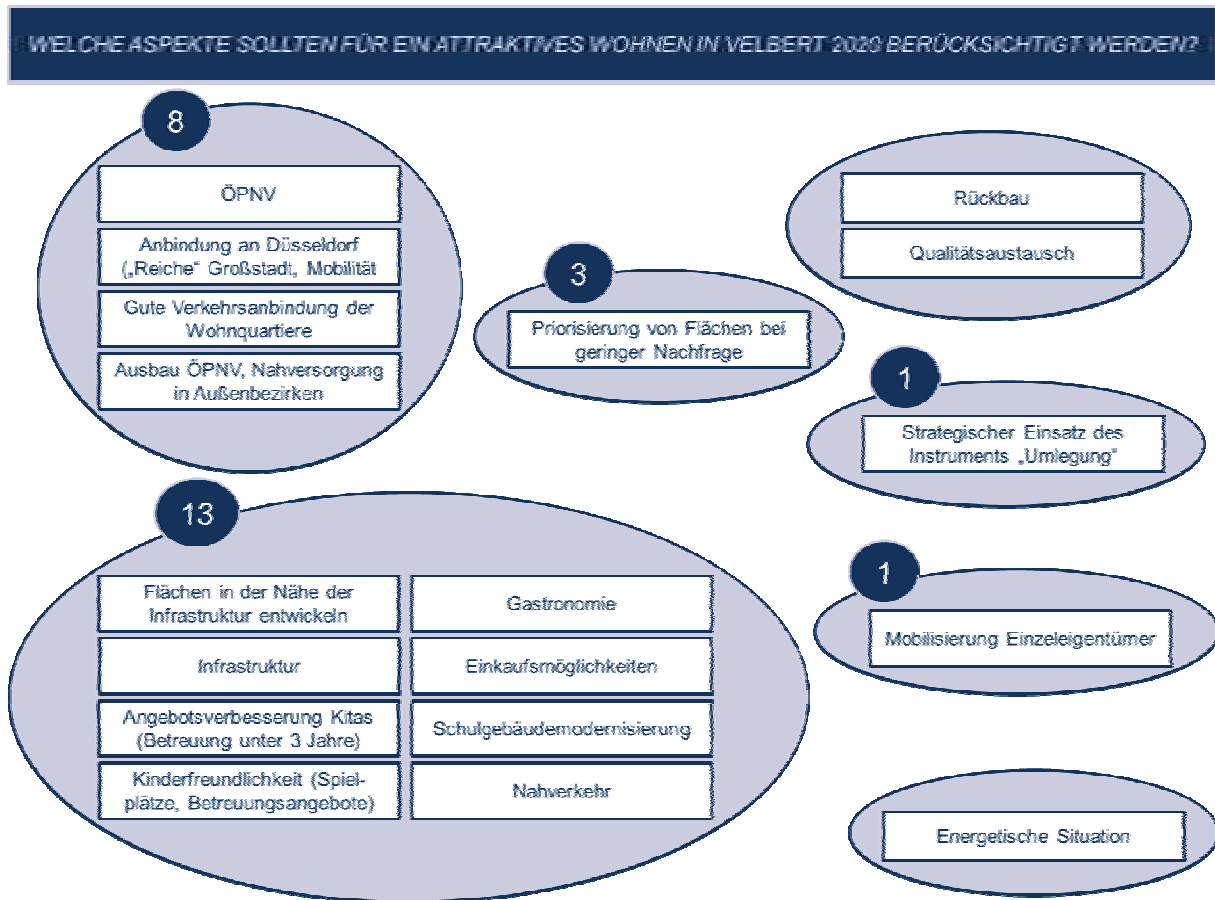 WELCHE ASPEKTE SOLLTEN FÜR EIN ATTRAKTIVES WOHNEN IN VELBERT 2020 BERÜCKSICHTIGT WERDEN?
8
ÖPNV
Anbindung an Düsseldorf
(„Reiche“ Großstadt, Mobilität
Gute Verkehrsanbindung der
Wohnquartiere
Ausbau ÖPNV, Nahversorgung
in Außenbezirken
3
Priorisierung von Flächen bei
geringer Nachfrage
Rückbau
Qualitätsaustausch
1
Strategischer Einsatz des
Instruments „Umlegung“
13
Flächen in der Nähe der
Infrastruktur entwickeln
Infrastruktur
Angebotsverbesserung Kitas
(Betreuung unter 3 Jahre)
Kinderfreundlichkeit (Spiel-
plätze, Betreuungsangebote)
Gastronomie
Einkaufsmöglichkeiten
Schulgebäudemodernisierung
Nahverkehr
1
Mobilisierung Einzeleigentümer
Energetische Situation